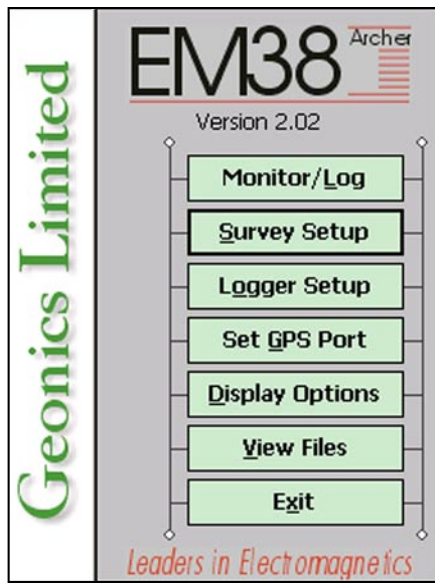 Geonics Limited
EM38 Archer
Version 2.02
Monitor/Log
Survey Setup
Logger Setup
Set GPS Port
Display Options
View Files
Exit
Leaders in Electromagnetics